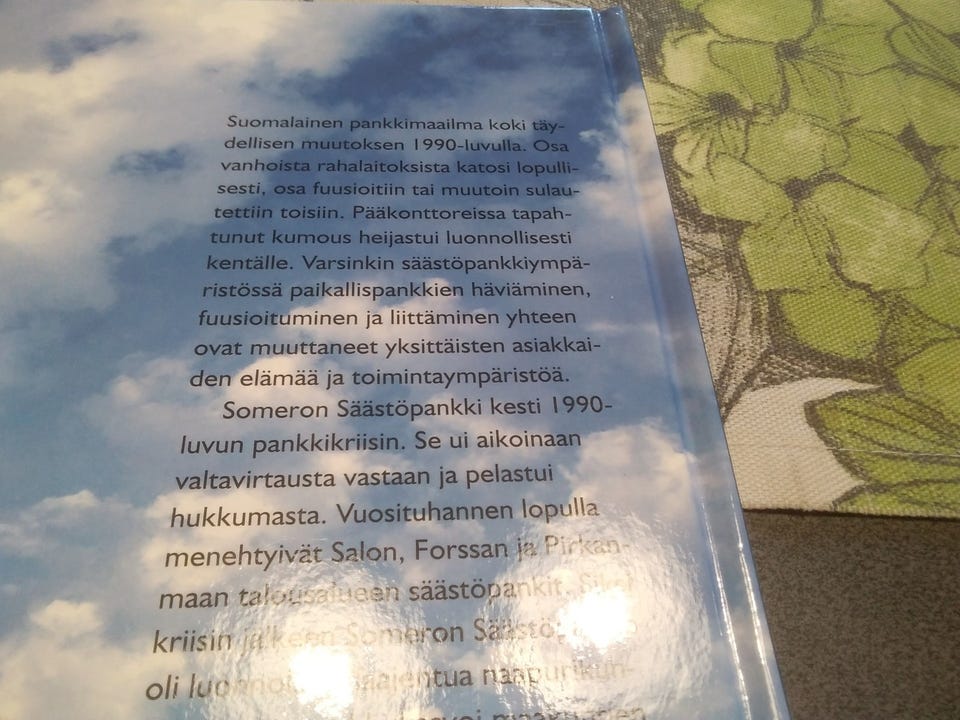 Suomalainen pankkimaailma koki täy-
dellisen muutoksen 1990-luvulla. Osa
vanhoista rahalaitoksista katosi lopulli-
sesti, osa fuusioitiin tai muutoin sulau-
tettiin toisiin. Pääkonttoreissa tapah-
tunut kumous heijastui luonnollisesti
kentälle. Varsinkin säästöpankkiympä-
ristössä paikallispankkien häviäminen,
fuusioituminen ja liittäminen yhteen
ovat muuttaneet yksittäisten asiakkai-
den elämää ja toimintaympäristöä.
Someron Säästöpankki kesti 1990-
luvun pankkikriisin. Se ui aikoinaan
valtavirtausta vastaan ja pelastui
hukkumasta. Vuosituhannen lopulla
menehtyivät Salon, Forssan ja Pirkan-
maan talousalueen säästöpankit. Siksi
kriisin jälkeen Someron
oli naapurikun-